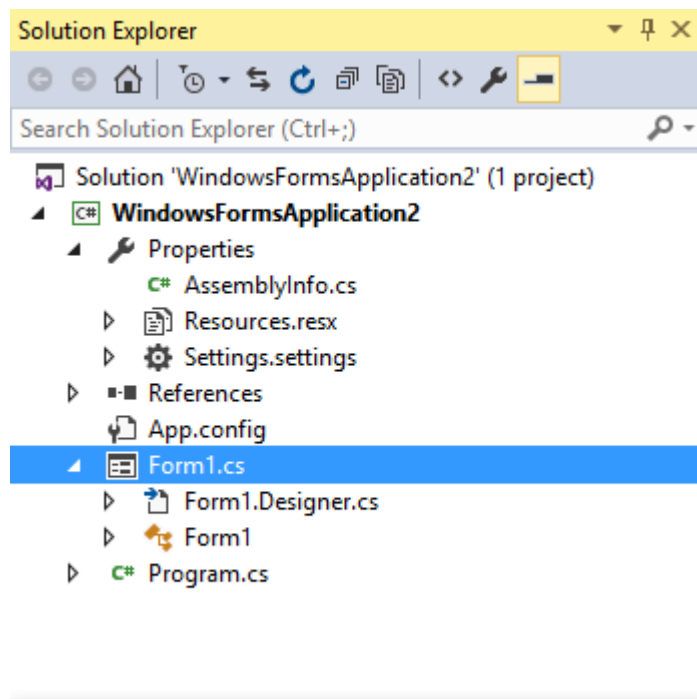 Solution Explorer
Search Solution Explorer (Ctrl+;)
Solution 'WindowsFormsApplication2' (1 project)
C# WindowsFormsApplication2
Properties
C# AssemblyInfo.cs
Resources.resx
Settings.settings
References
App.config
Form1.cs
Form1.Designer.cs
Form1
C# Program.cs